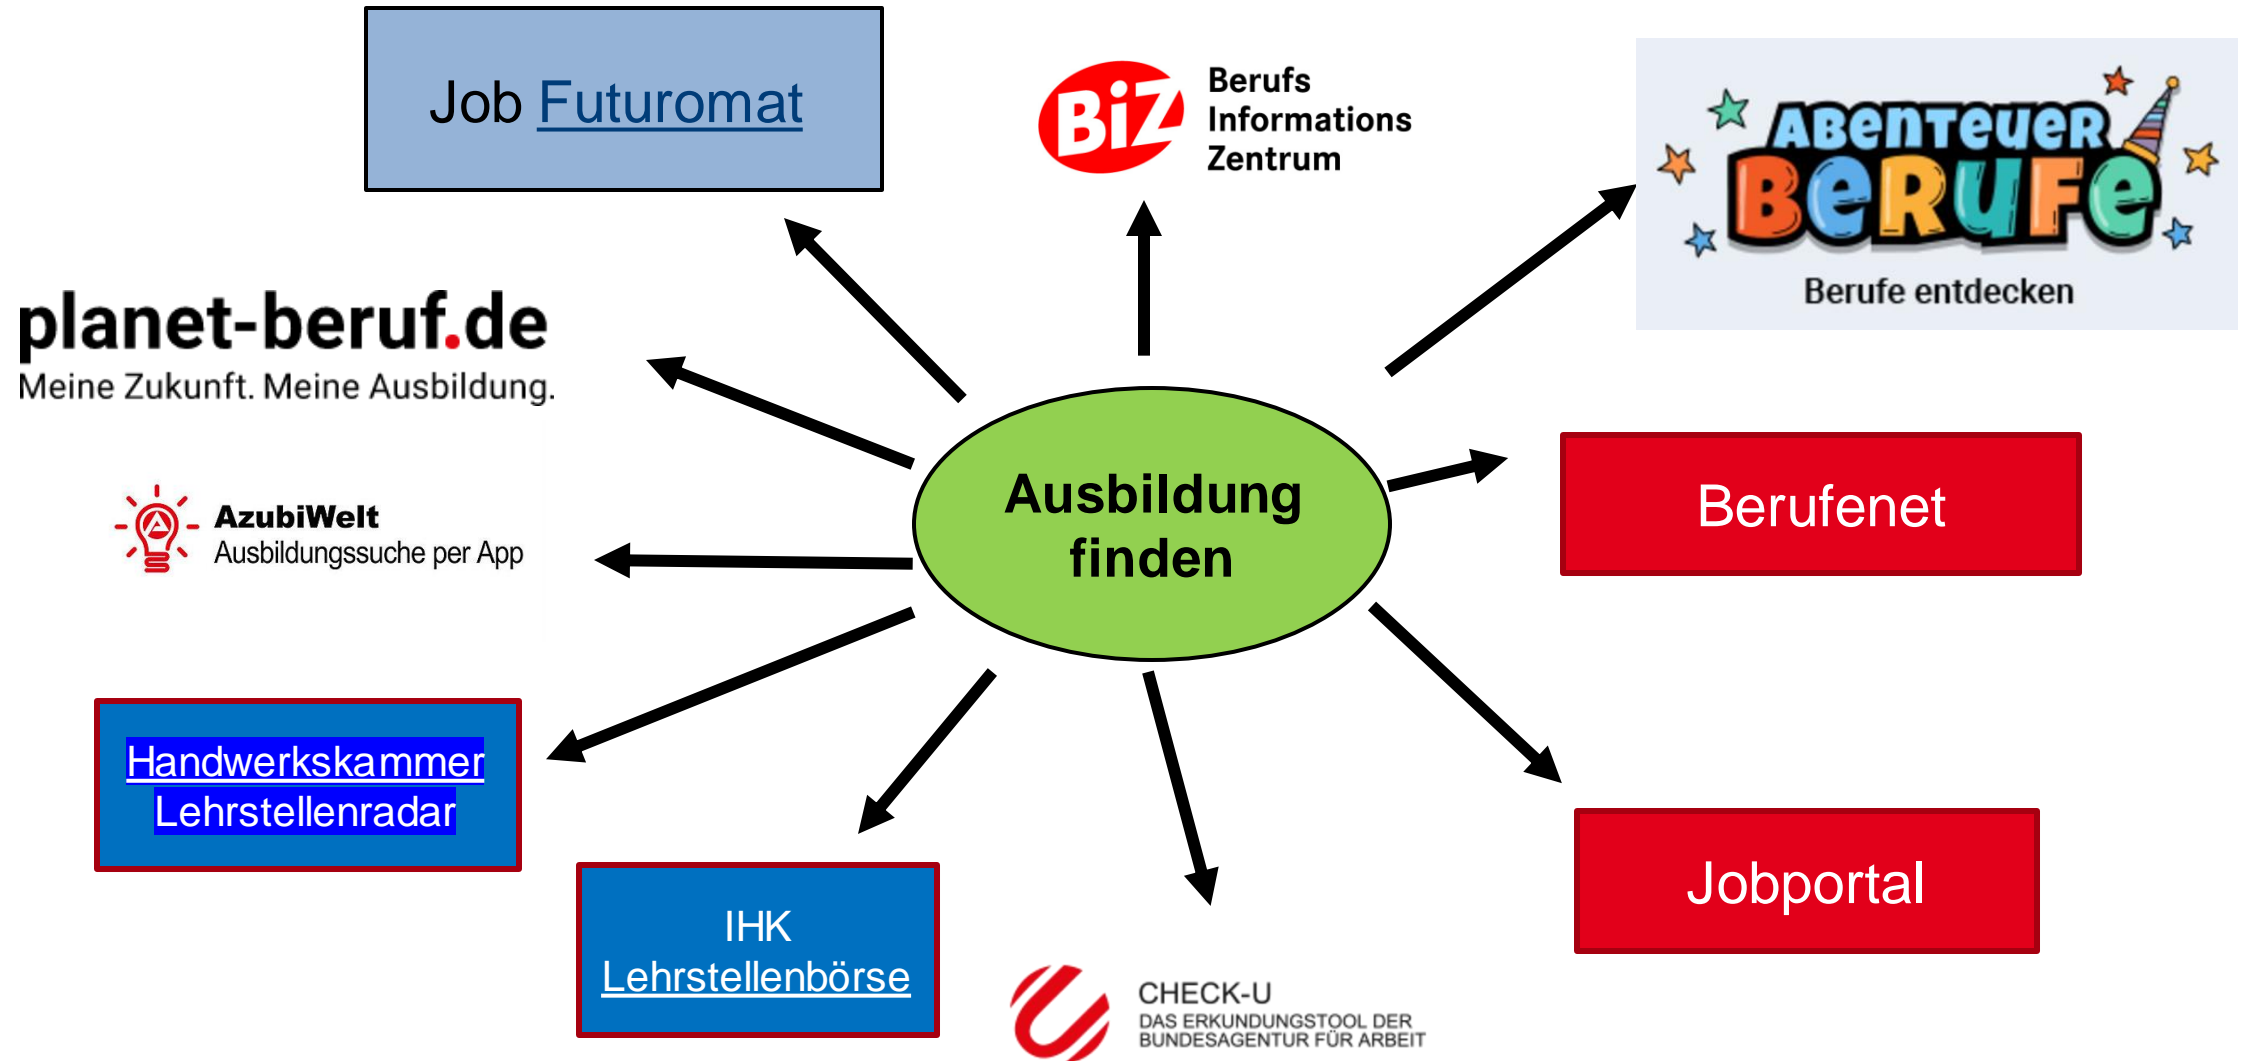 Job Futuromat
BiZ
Berufs
Informations
Zentrum
ABENTEUER
BERUFE
Berufe entdecken
planet-beruf.de
Meine Zukunft. Meine Ausbildung.
AzubiWelt
Ausbildungssuche per App
Ausbildung
finden
Berufenet
Handwerkskammer
Lehrstellenradar
IHK
Lehrstellenbörse
Jobportal
CHECK-U
DAS ERKUNDUNGSTOOL DER
BUNDESAGENTUR FÜR ARBEIT